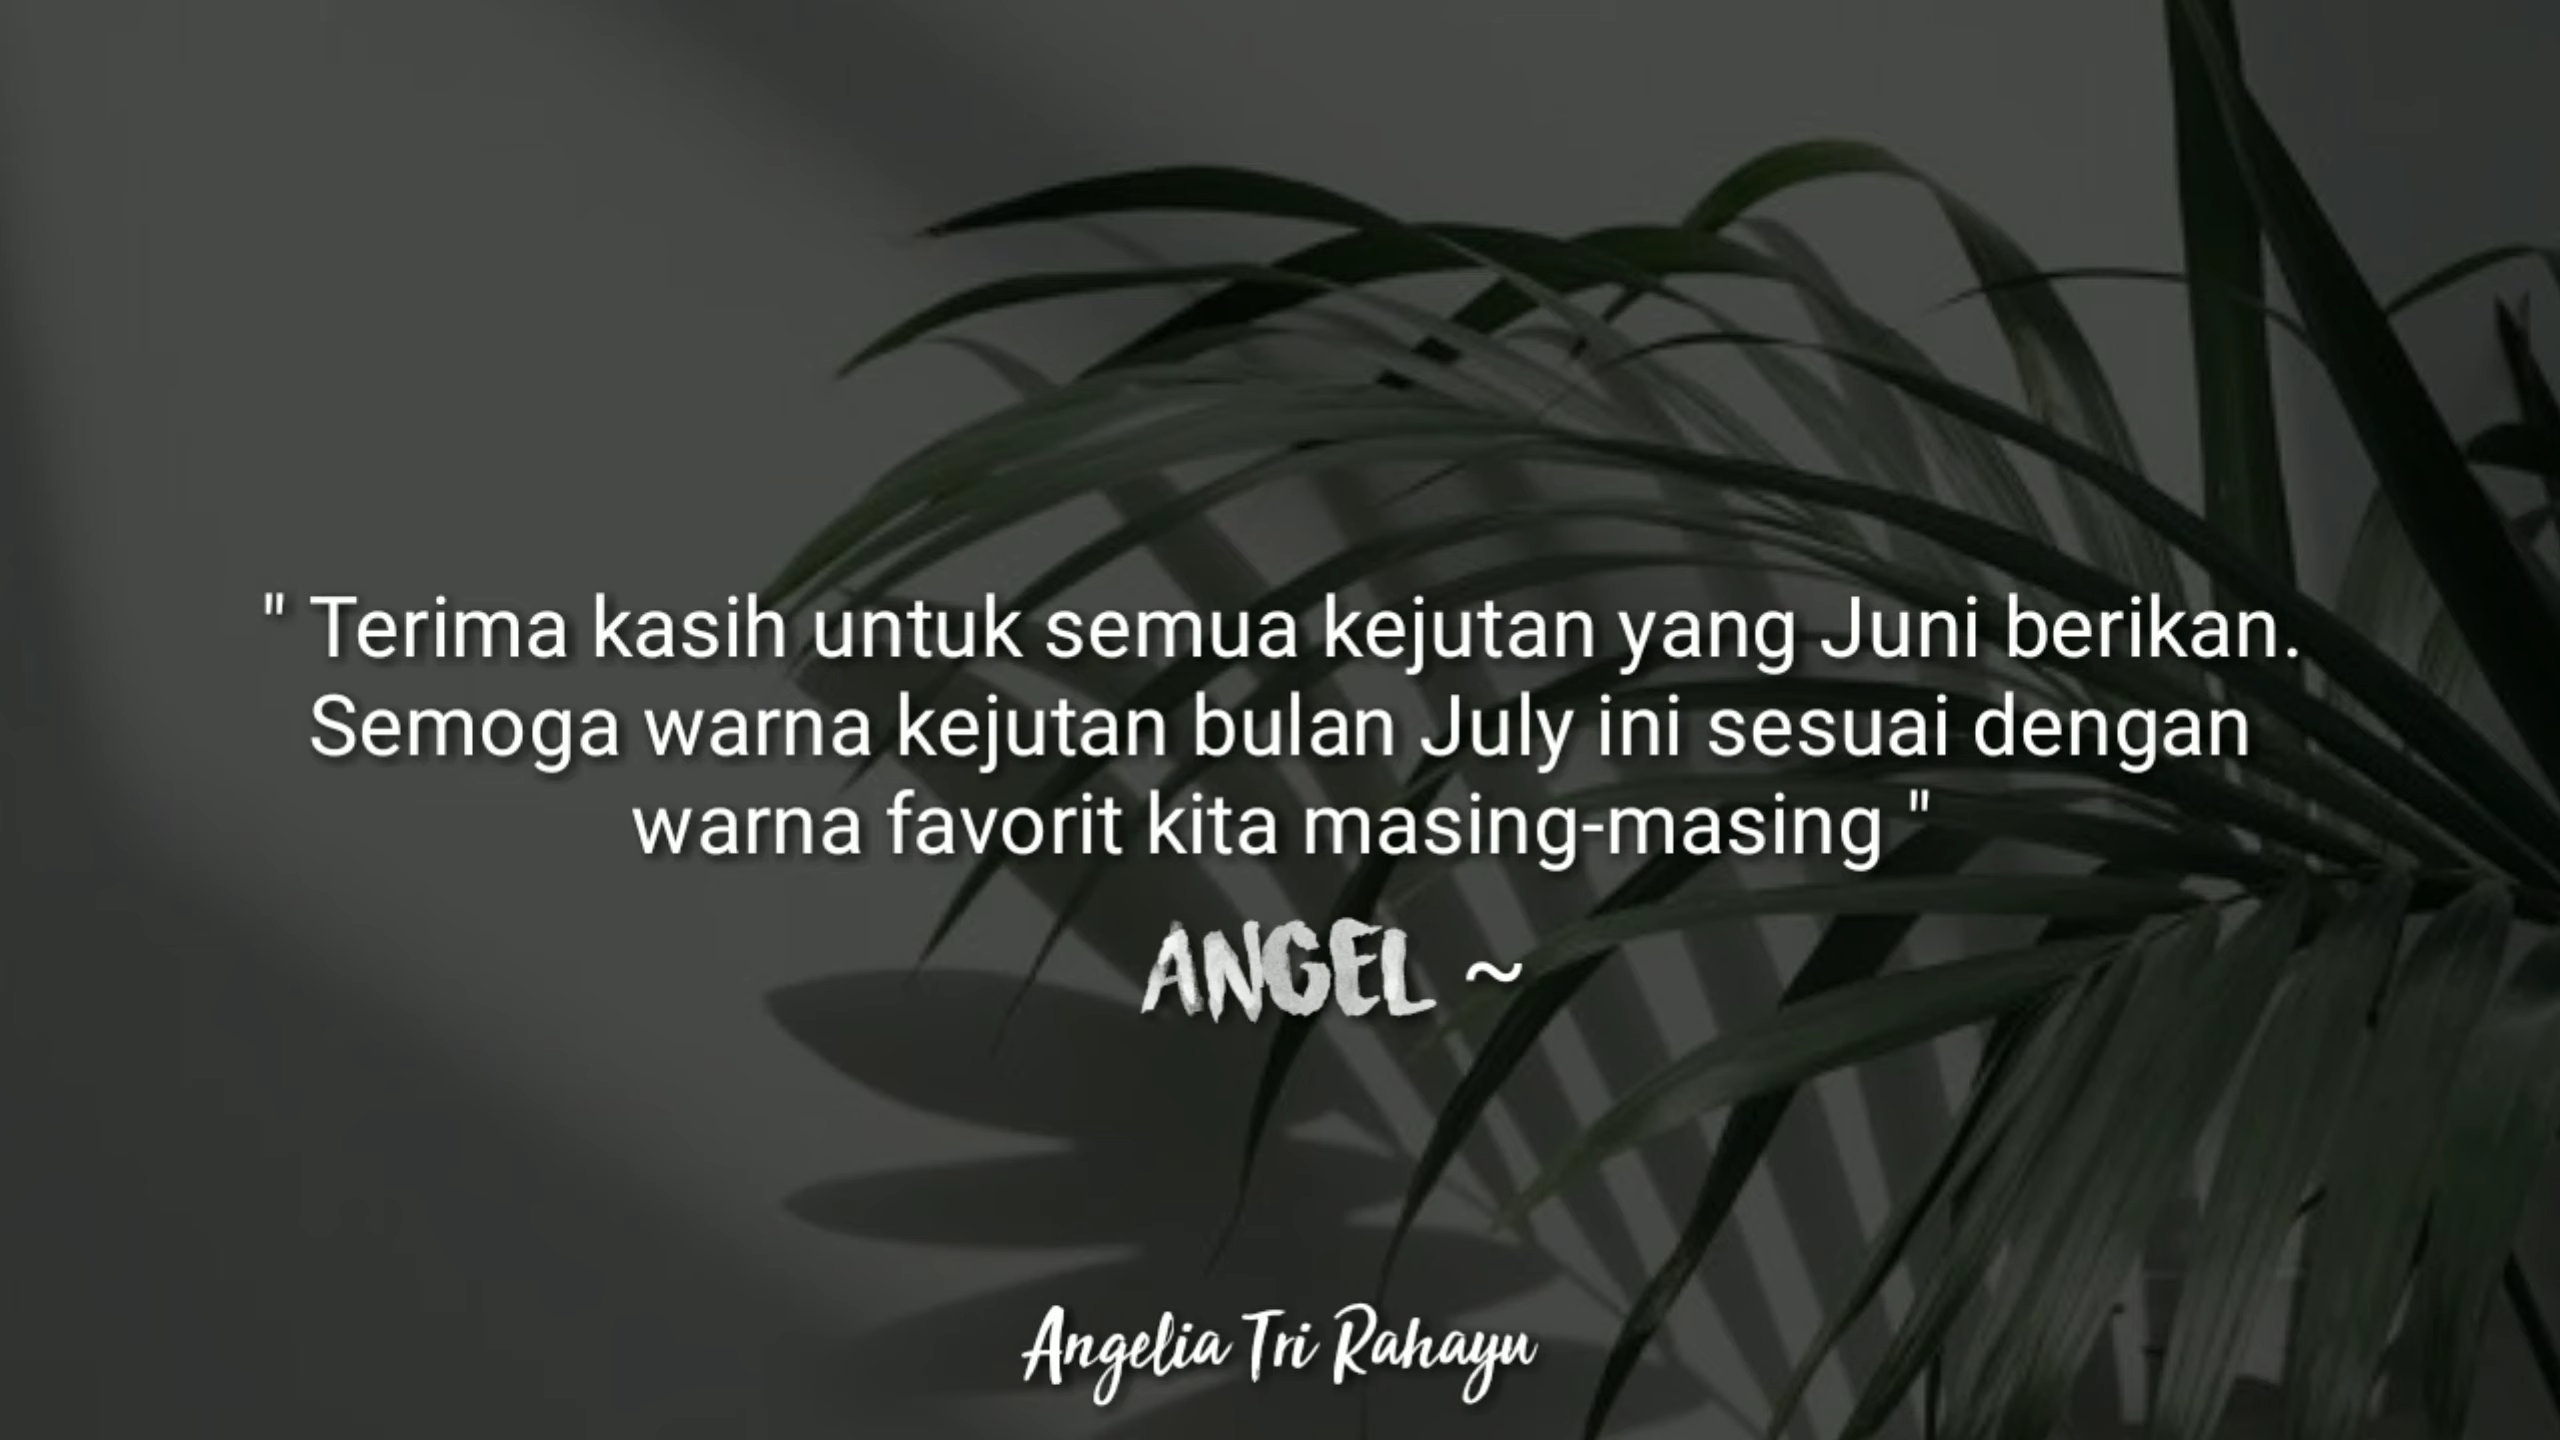 " Terima kasih untuk semua kejutan yang Juni berikan.
Semoga warna kejutan bulan July ini sesuai dengan
warna favorit kita masing-masing "
ANGEL ~
Angelia Tri Rahayu